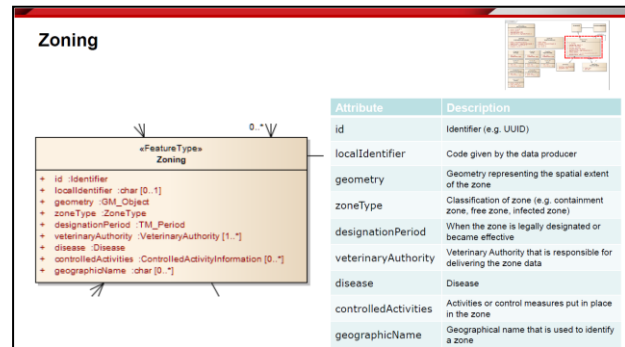 Zoning
0..*
«FeatureType»
Zoning
+ id :Identifier
+ localIdentifier :char [0..1]
+ geometry :GM_Object
+ zoneType :ZoneType
+ designationPeriod :TM_Period
+ veterinaryAuthority :VeterinaryAuthority [1..*]
+ disease :Disease
+ controlledActivities :ControlledActivityInformation [0..*]
+ geographicName :char [0..*]
Attribute Description
id Identifier (e.g. UUID)
localIdentifier Code given by the data producer
geometry Geometry representing the spatial extent
of the zone
zoneType Classification of zone (e.g. containment
zone, free zone, infected zone)
designationPeriod When the zone is legally designated or
became effective
veterinaryAuthority Veterinary Authority that is responsible for
delivering the zone data
disease Disease
controlledActivities Activities or control measures put in place
in the zone
geographicName Geographical name that is used to identify
a zone